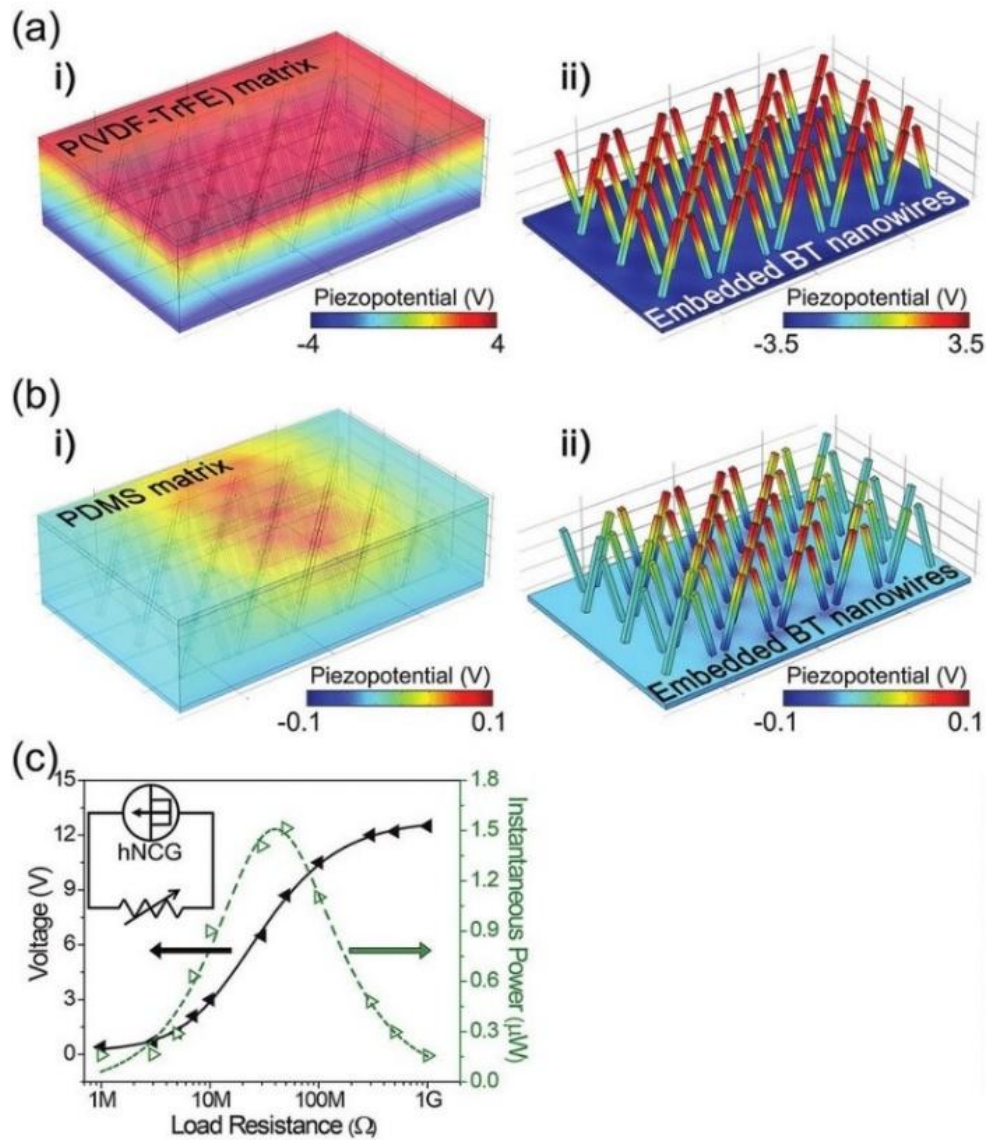 (a)
i)
P(VDF-TrFE) matrix
Piezopotential (V)
-4 4
ii)
Embedded BT nanowires
Piezopotential (V)
-3.5 3.5
(b)
i)
PDMS matrix
Piezopotential (V)
-0.1 0.1
ii)
Embedded BT nanowires
Piezopotential (V)
-0.1 0.1
(c)
15
12
9
6
3
0
Voltage (V)
hNCG
1.8
1.5
1.2
0.9
0.6
0.3
0.0
Instantaneous Power (μW)
1M 10M 100M 1G
Load Resistance (Ω)